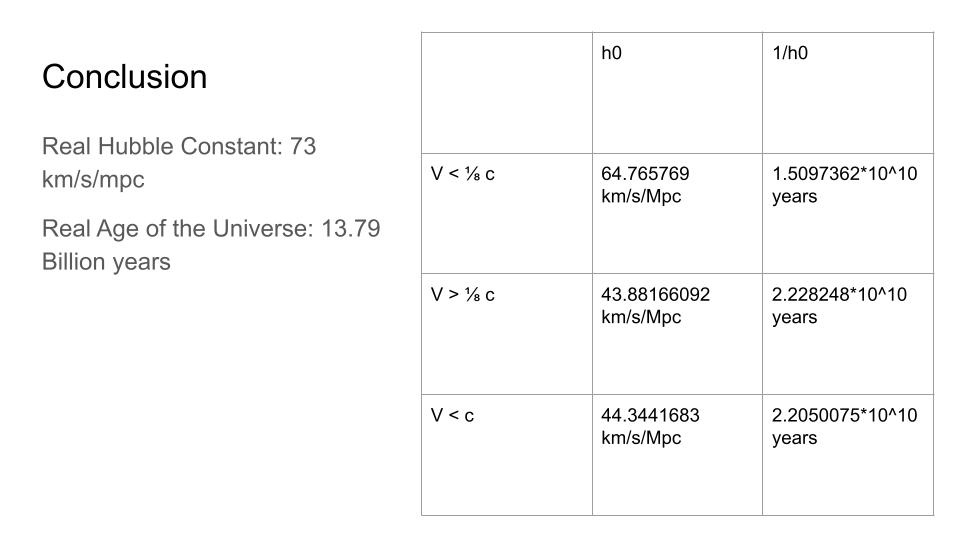 Conclusion
Real Hubble Constant: 73
km/s/mpc
Real Age of the Universe: 13.79
Billion years
h0
1/h0
V < ⅛ c
64.765769
km/s/Mpc
1.5097362*10^10
years
V > ⅛ c
43.88166092
km/s/Mpc
2.228248*10^10
years
V < c
44.3441683
km/s/Mpc
2.2050075*10^10
years